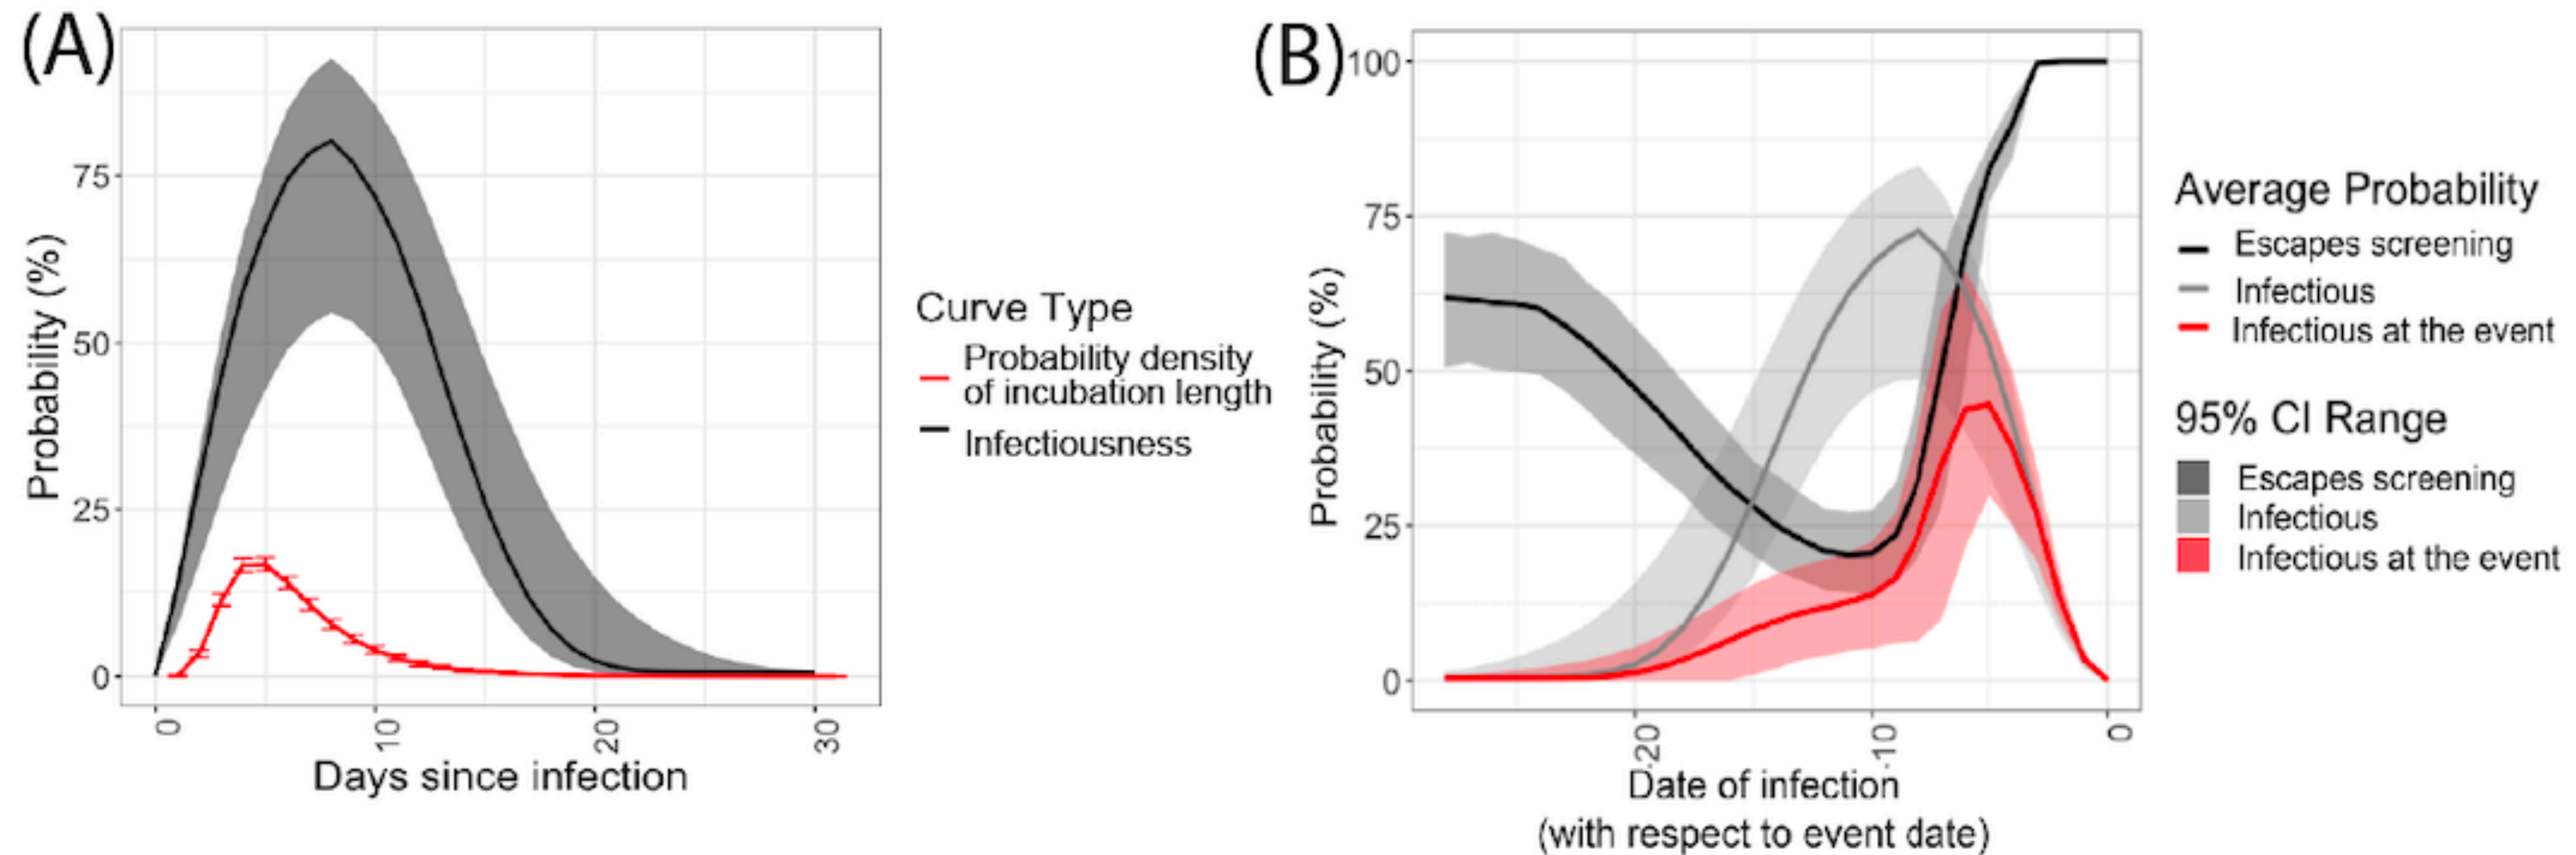 (A)
Probability (%)
75
50
25
0
0
10
20
30
Days since infection
Curve Type
Probability density
of incubation length
Infectiousness
(B)
Probability (%)
100
75
50
25
0
-20
-10
0
Date of infection
(with respect to event date)
Average Probability
Escapes screening
Infectious
Infectious at the event
95% CI Range
Escapes screening
Infectious
Infectious at the event